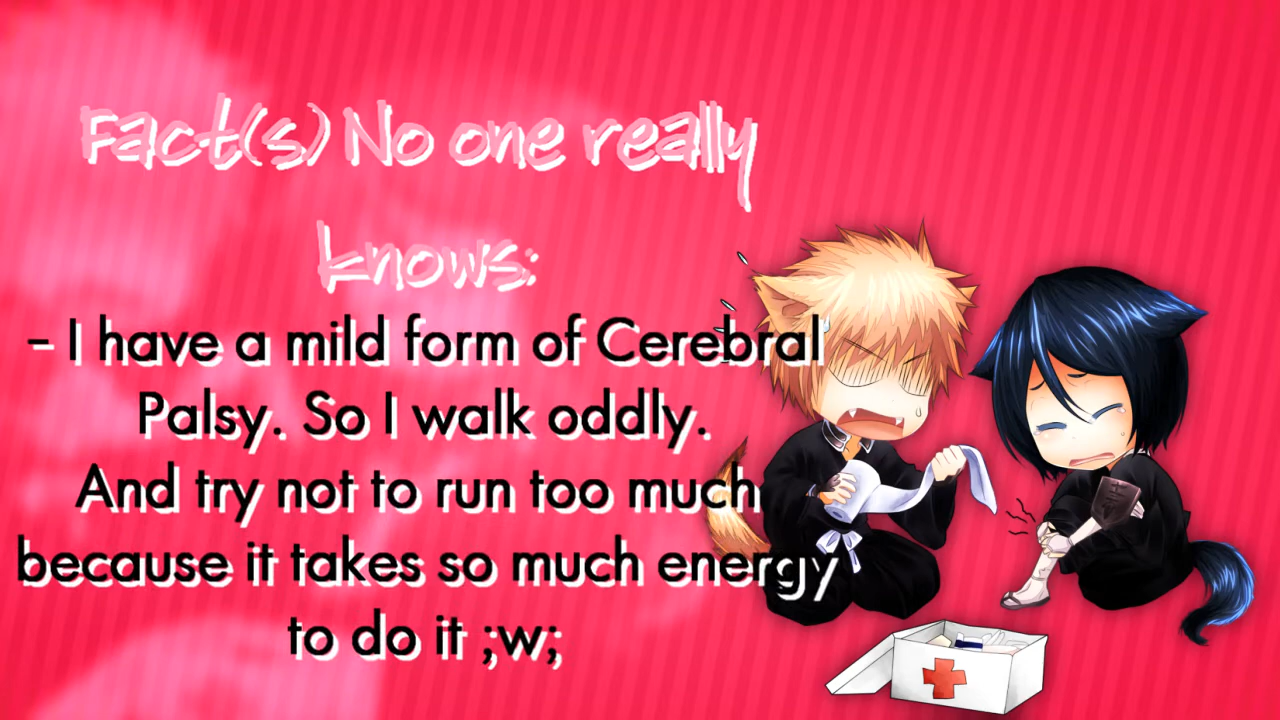 Fact(s) No one really
knows:
– I have a mild form of Cerebral
Palsy. So I walk oddly.
And try not to run too much
because it takes so much energy
to do it ;w;